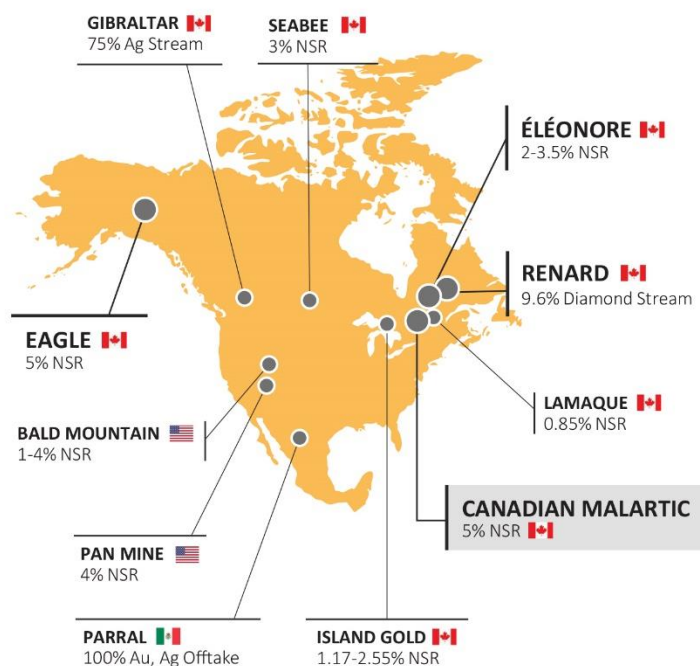 GIBRALTAR
75% Ag Stream
SEABEE
3% NSR
ÉLÉONORE
2-3.5% NSR
RENARD
9.6% Diamond Stream
EAGLE
5% NSR
LAMAQUE
0.85% NSR
BALD MOUNTAIN
1-4% NSR
CANADIAN MALARTIC
5% NSR
PAN MINE
4% NSR
PARRAL
100% Au, Ag Offtake
ISLAND GOLD
1.17-2.55% NSR